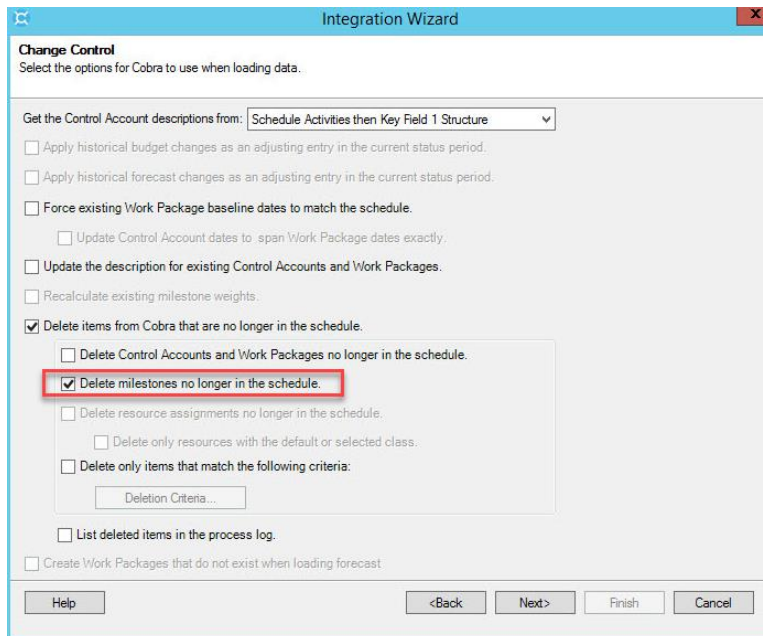 Integration Wizard
X
Change Control
Select the options for Cobra to use when loading data.
Get the Control Account descriptions from: Schedule Activities then Key Field 1 Structure
Apply historical budget changes as an adjusting entry in the current status period.
Apply historical forecast changes as an adjusting entry in the current status period.
Force existing Work Package baseline dates to match the schedule.
Update Control Account dates to span Work Package dates exactly.
Update the description for existing Control Accounts and Work Packages.
Recalculate existing milestone weights.
Delete items from Cobra that are no longer in the schedule.
Delete Control Accounts and Work Packages no longer in the schedule.
Delete milestones no longer in the schedule.
Delete resource assignments no longer in the schedule.
Delete only resources with the default or selected class.
Delete only items that match the following criteria:
Deletion Criteria...
List deleted items in the process log.
Create Work Packages that do not exist when loading forecast
Help <Back Next> Finish Cancel